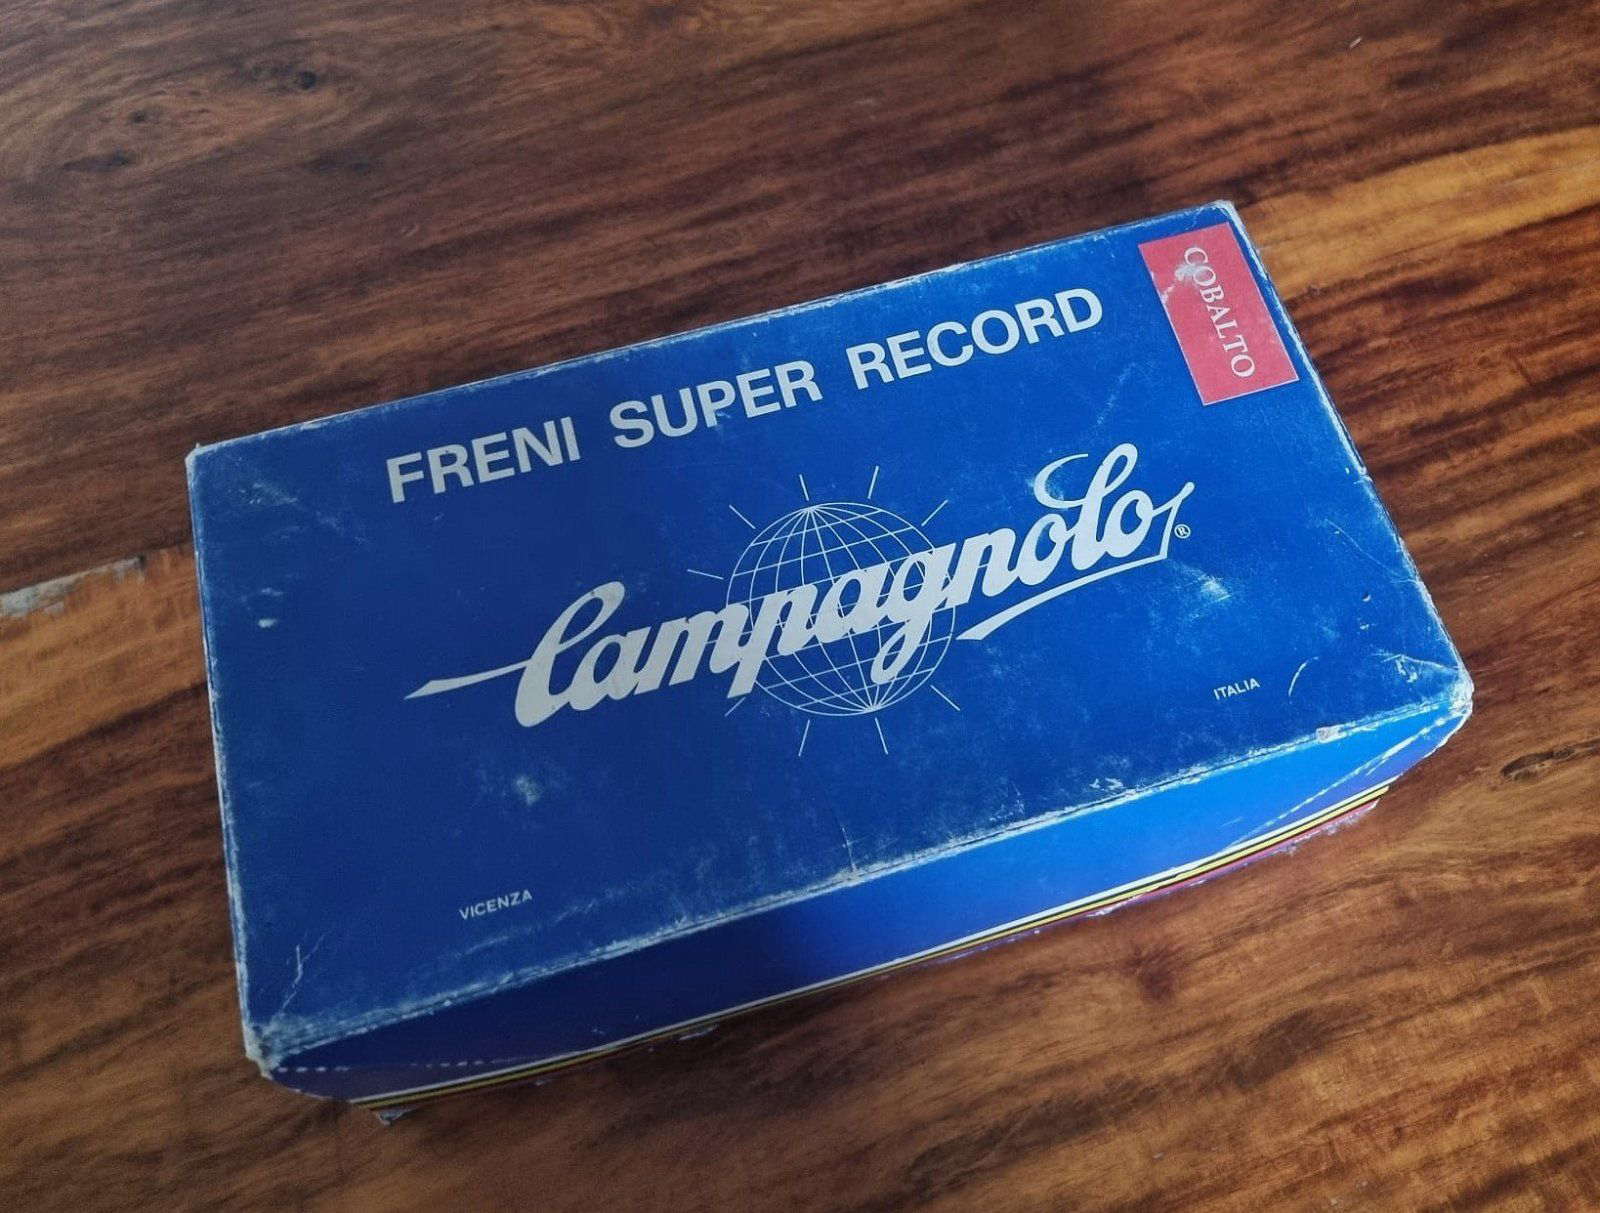 FRENI SUPER RECORD
COBALTO
Campagnolo®
ITALIA
VICENZA